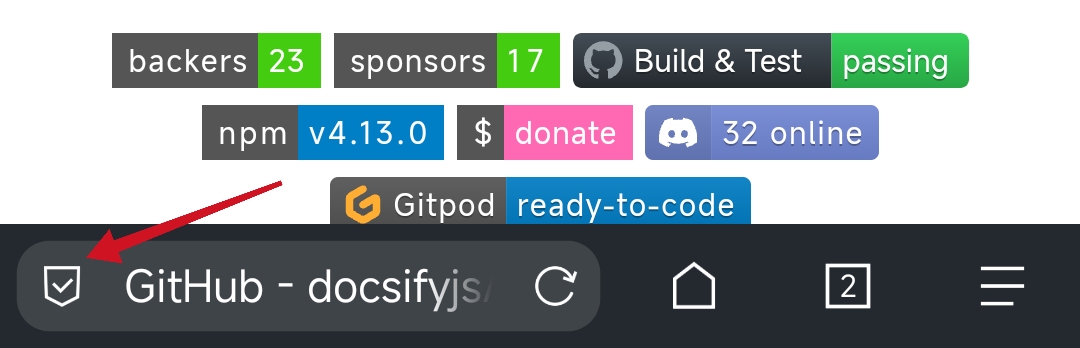 backers 23 sponsors 17 Build & Test passing
npm v4.13.0 $ donate 32 online
Gitpod ready-to-code
GitHub - docsifyjs/ 2